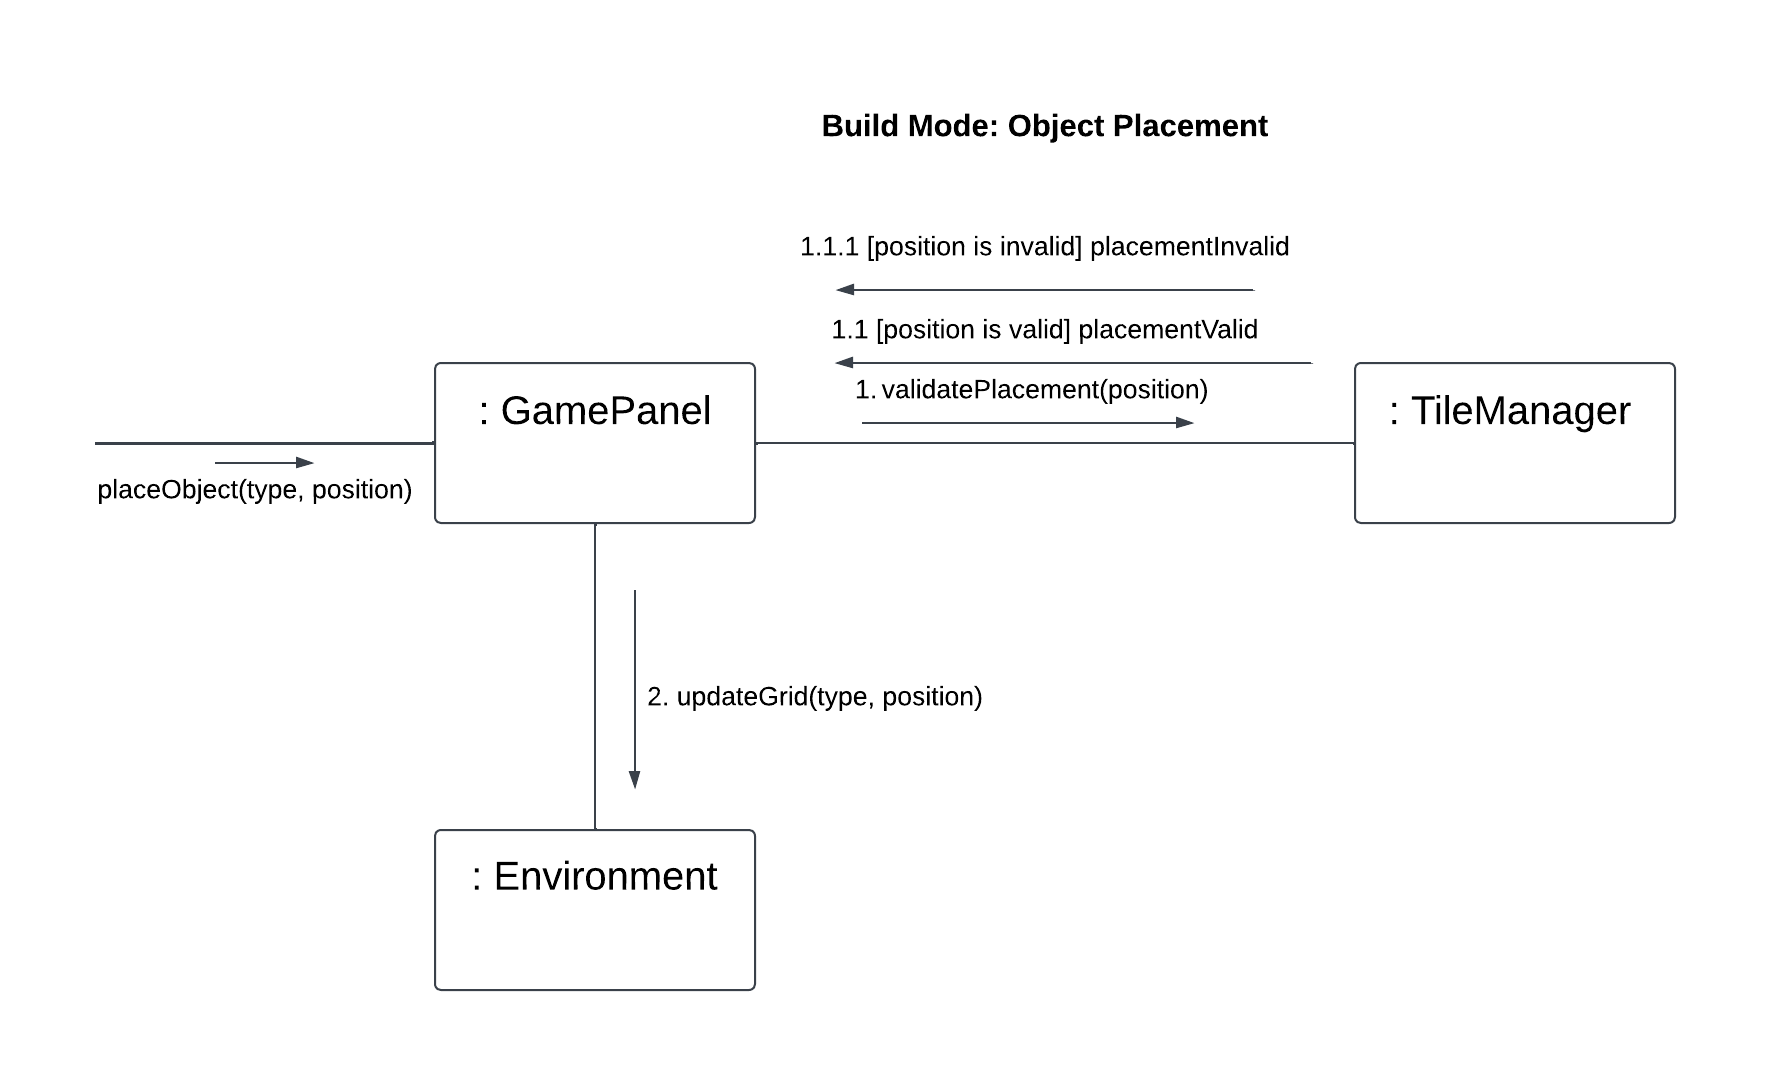 Build Mode: Object Placement
1.1.1 [position is invalid] placementInvalid
1.1 [position is valid] placementValid
1. validatePlacement(position)
: GamePanel
: TileManager
placeObject(type, position)
2. updateGrid(type, position)
: Environment